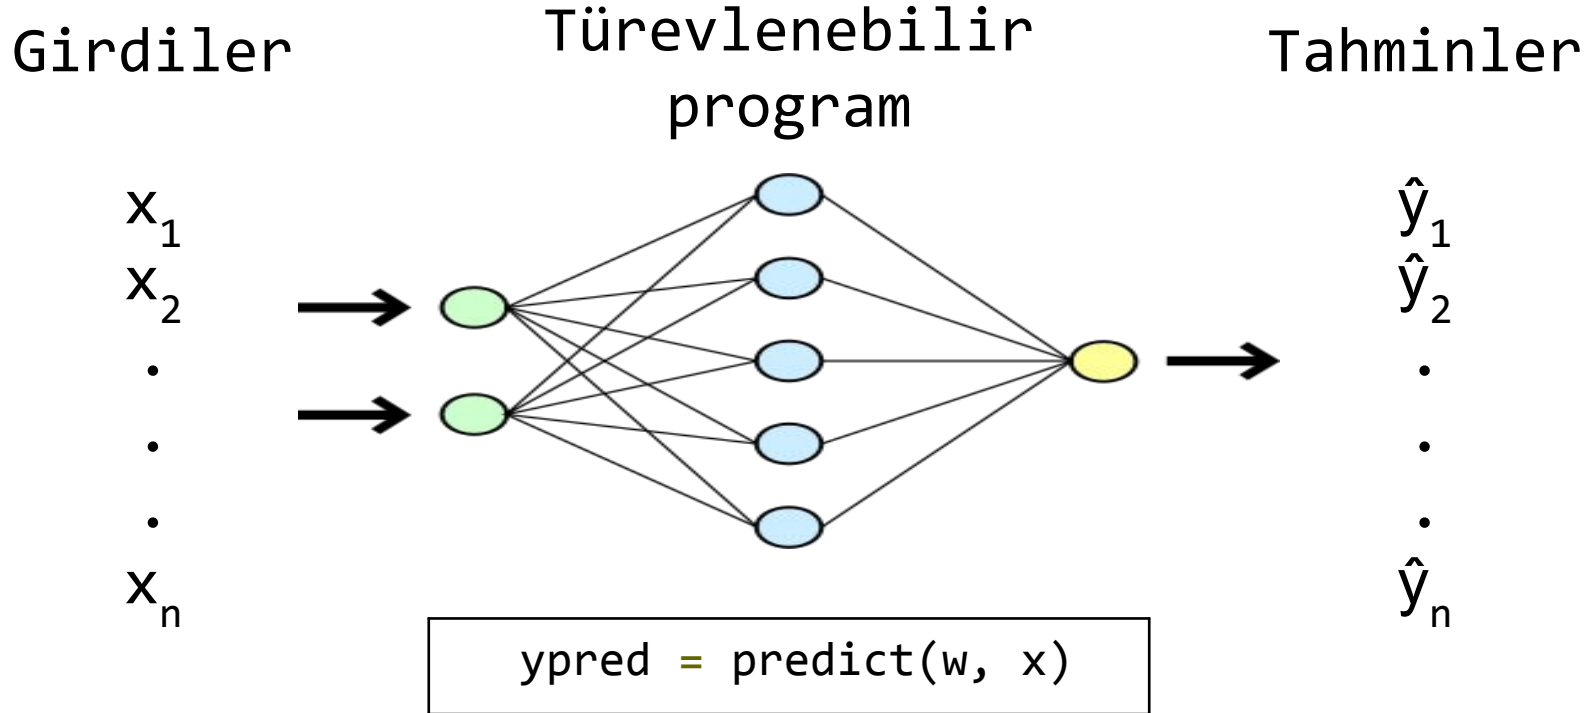 Girdiler
Türevlenebilir
program
Tahminler
x1
x2
.
.
.
xn
ŷ1
ŷ2
.
.
.
ŷn
ypred = predict(w, x)